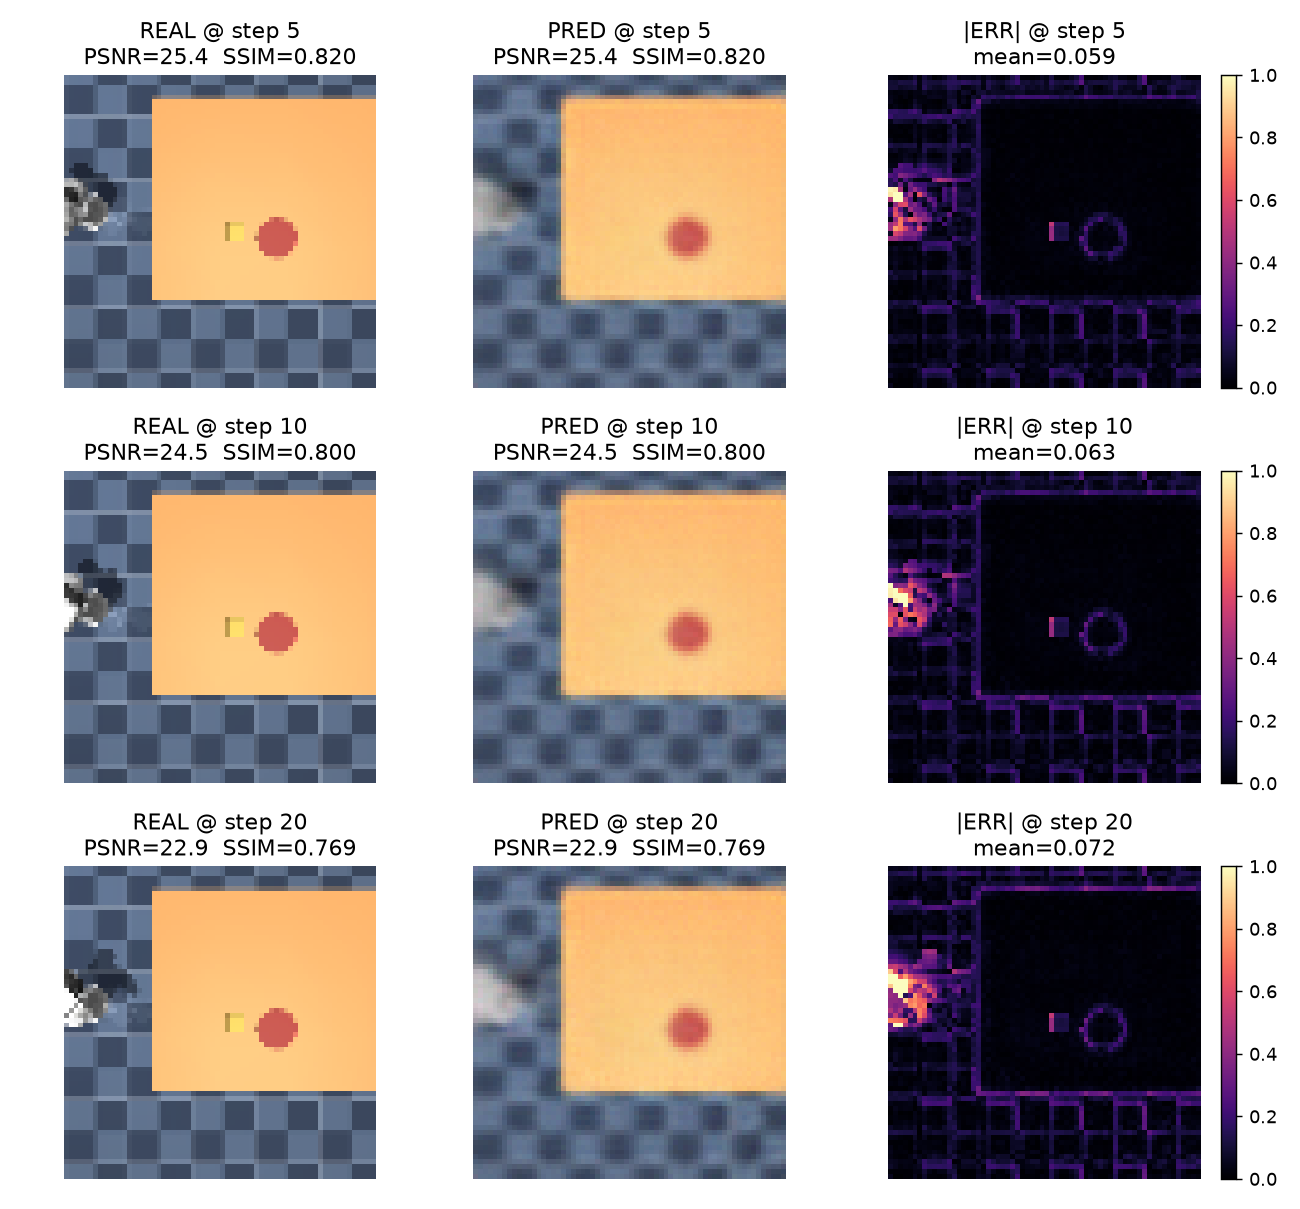 REAL @ step 5
PSNR=25.4  SSIM=0.820
PRED @ step 5
PSNR=25.4  SSIM=0.820
|ERR| @ step 5
mean=0.059
1.0
0.8
0.6
0.4
0.2
0.0
REAL @ step 10
PSNR=24.5  SSIM=0.800
PRED @ step 10
PSNR=24.5  SSIM=0.800
|ERR| @ step 10
mean=0.063
1.0
0.8
0.6
0.4
0.2
0.0
REAL @ step 20
PSNR=22.9  SSIM=0.769
PRED @ step 20
PSNR=22.9  SSIM=0.769
|ERR| @ step 20
mean=0.072
1.0
0.8
0.6
0.4
0.2
0.0